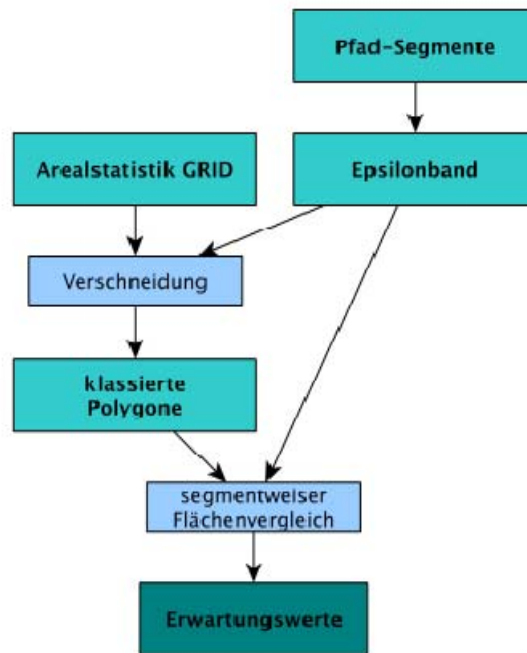 Pfad-Segmente
Arealstatistik GRID
Epsilonband
Verschneidung
klassierte
Polygone
segmentweiser
Flächenvergleich
Erwartungswerte